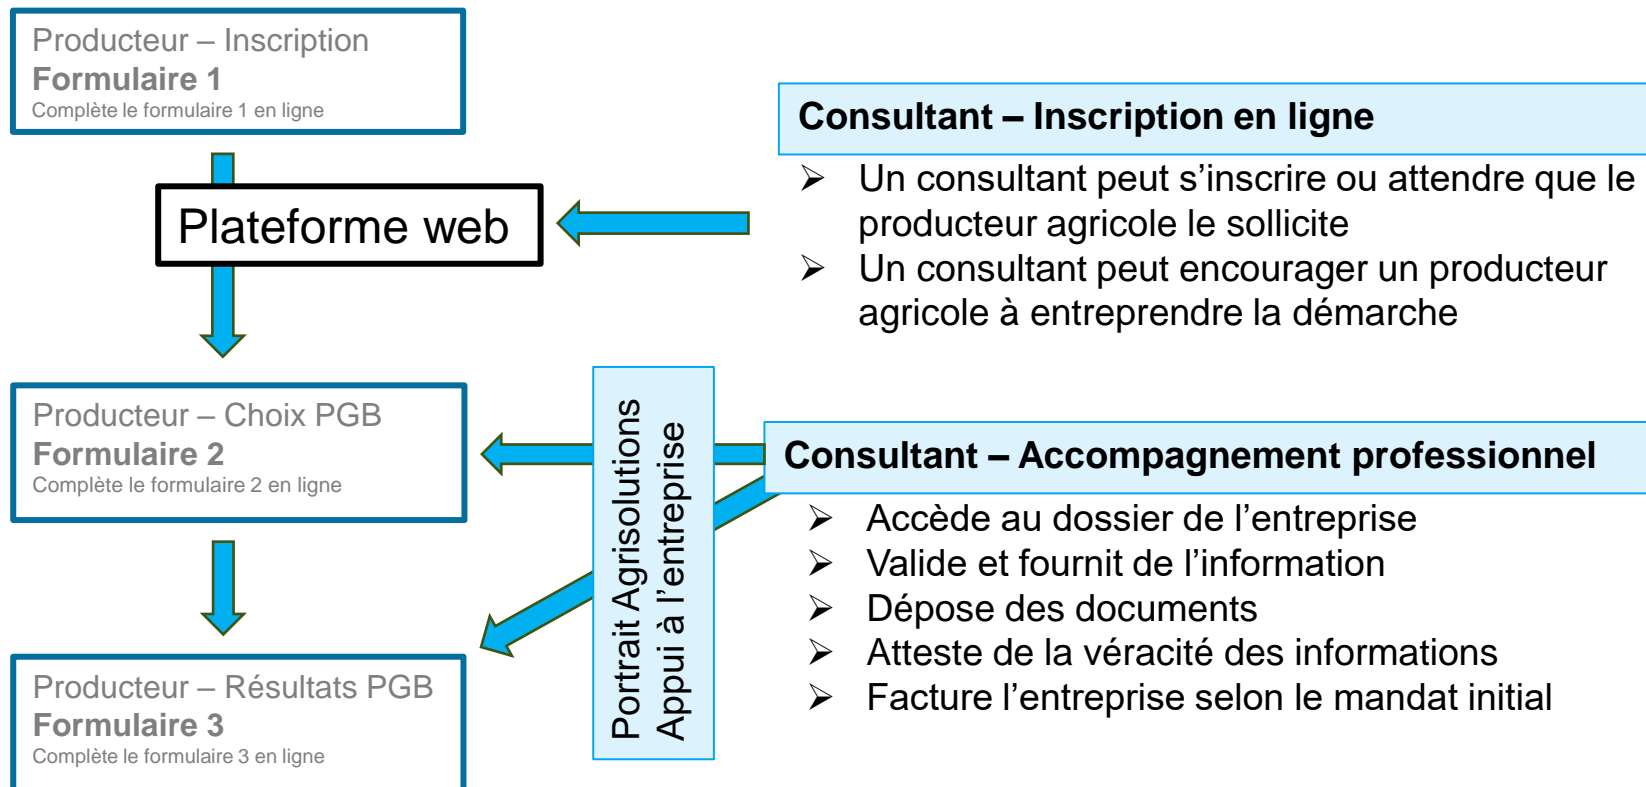 Producteur – Inscription
Formulaire 1
Complète le formulaire 1 en ligne
Plateforme web
Consultant – Inscription en ligne
➢ Un consultant peut s’inscrire ou attendre que le
producteur agricole le sollicite
➢ Un consultant peut encourager un producteur
agricole à entreprendre la démarche
Producteur – Choix PGB
Formulaire 2
Complète le formulaire 2 en ligne
Portrait Agrisolutions
Appui à l’entreprise
Consultant – Accompagnement professionnel
➢ Accède au dossier de l’entreprise
➢ Valide et fournit de l’information
➢ Dépose des documents
➢ Atteste de la véracité des informations
➢ Facture l’entreprise selon le mandat initial
Producteur – Résultats PGB
Formulaire 3
Complète le formulaire 3 en ligne